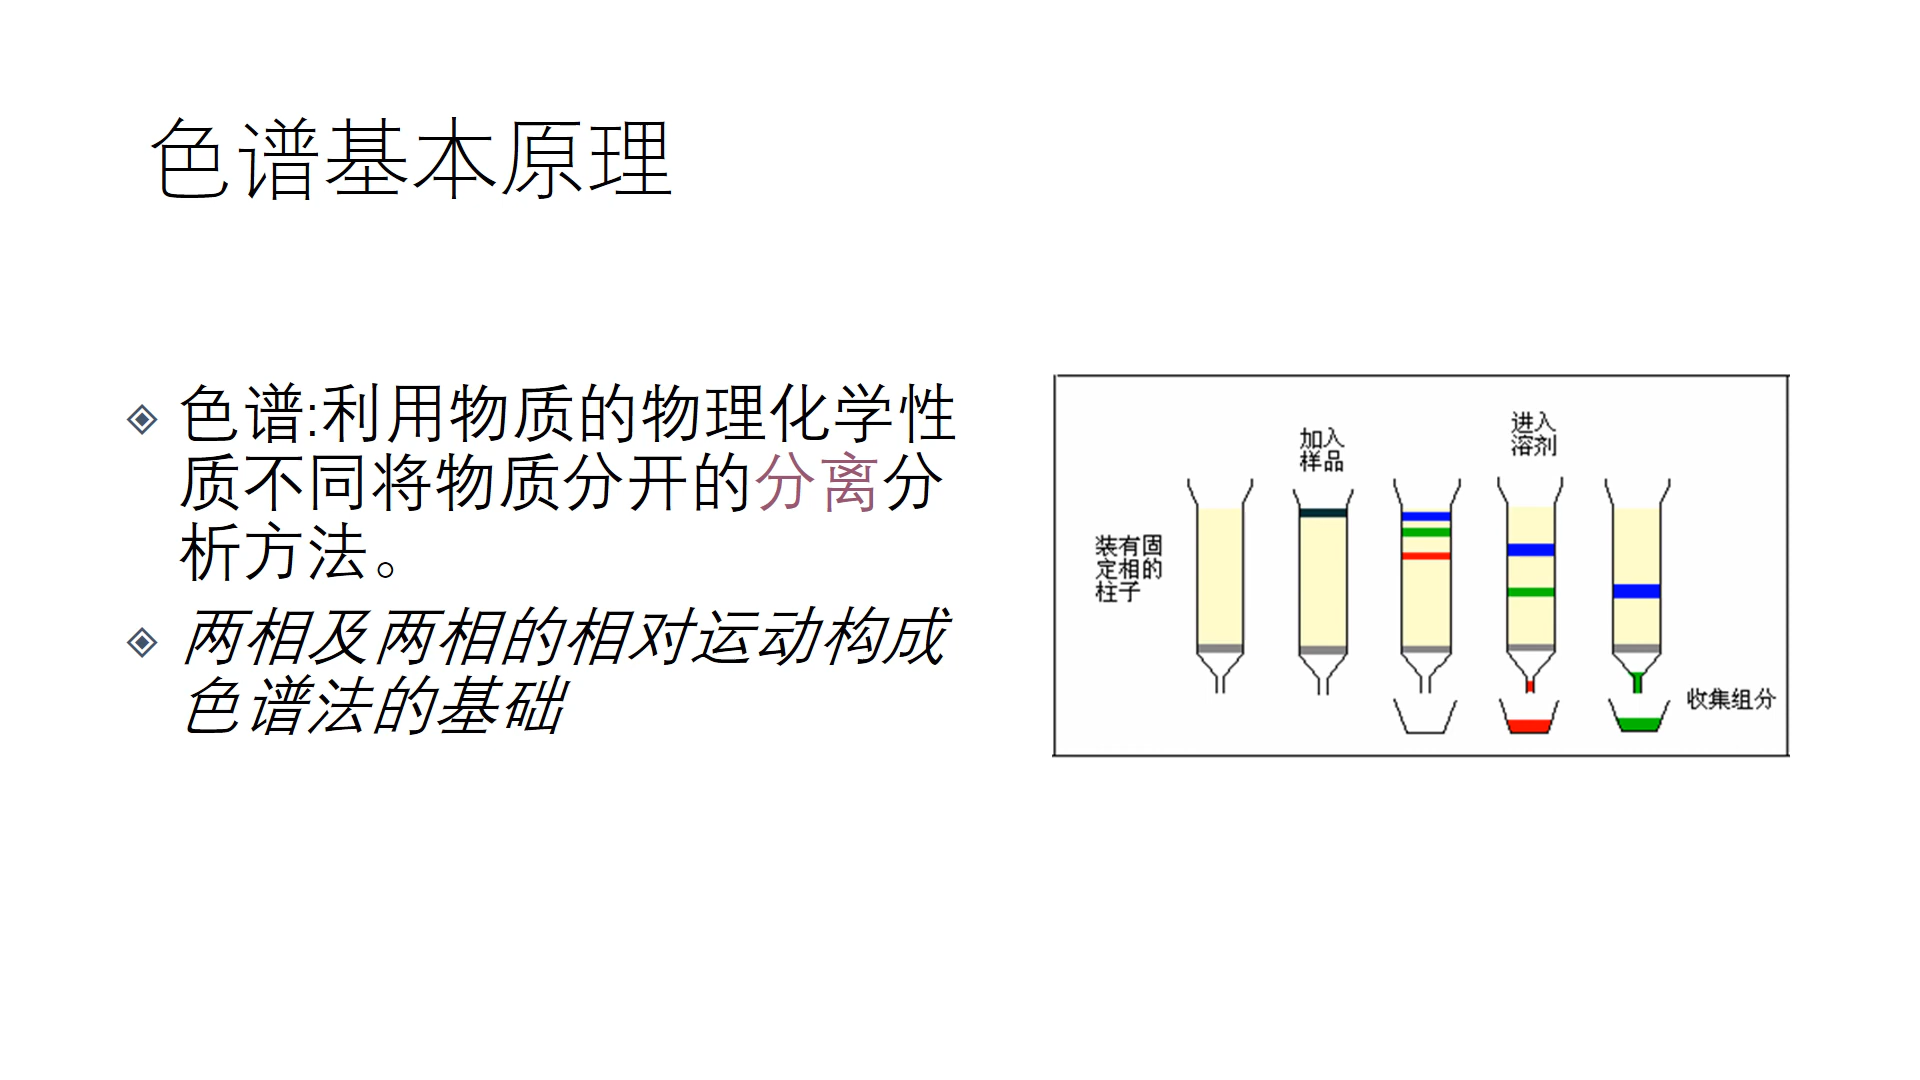 色谱基本原理
色谱:利用物质的物理化学性
质不同将物质分开的分离分
析方法。
两相及两相的相对运动构成
色谱法的基础
装有固
定相的
柱子
加入
样品
进入
溶剂
收集组分